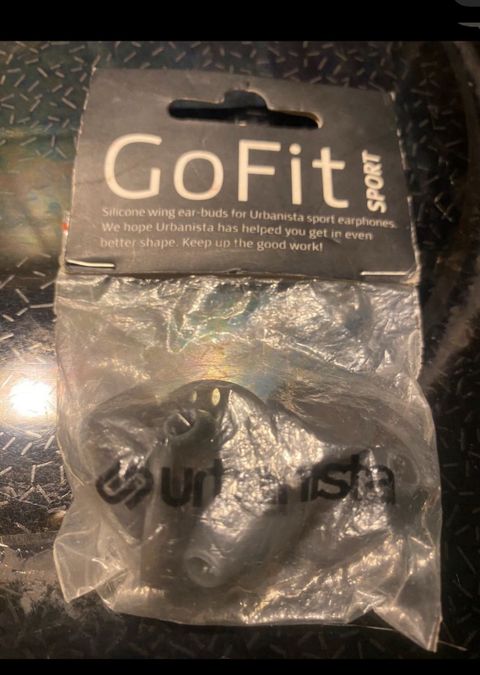 GoFit SPORT
Silicone wing ear-buds for Urbanista sport earphones.
We hope Urbanista has helped you get in even
better shape. Keep up the good work!
urbanista